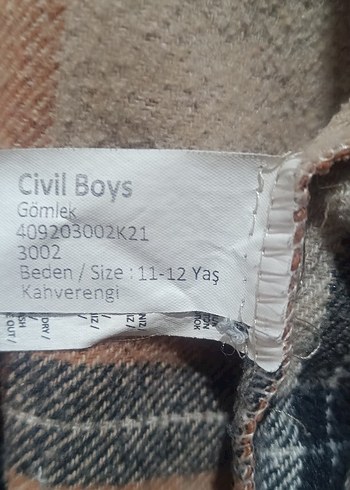 Civil Boys
Gömlek
409203002K21
3002
Beden / Size : 11-12 Yaş
Kahverengi